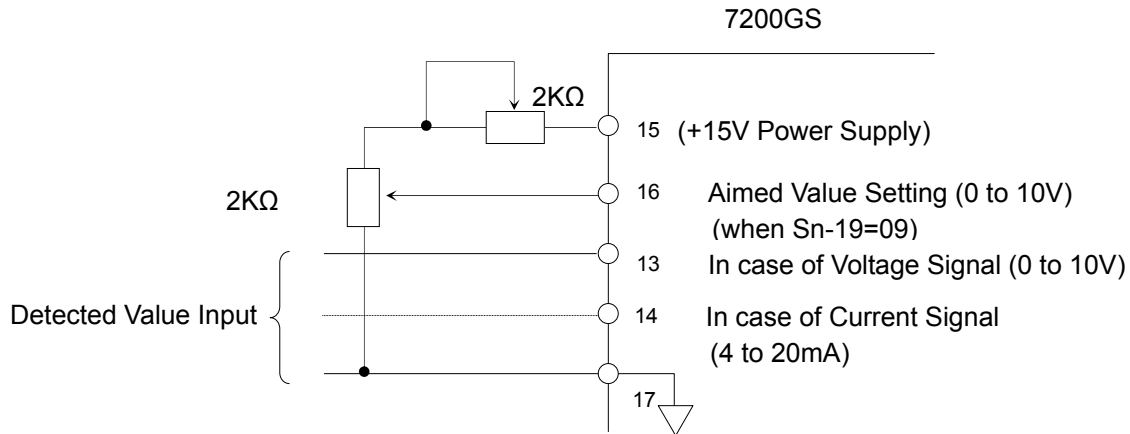 7200GS
2KΩ
15 (+15V Power Supply)
2KΩ
16 Aimed Value Setting (0 to 10V)
(when Sn-19=09)
13 In case of Voltage Signal (0 to 10V)
Detected Value Input
14 In case of Current Signal
(4 to 20mA)
17